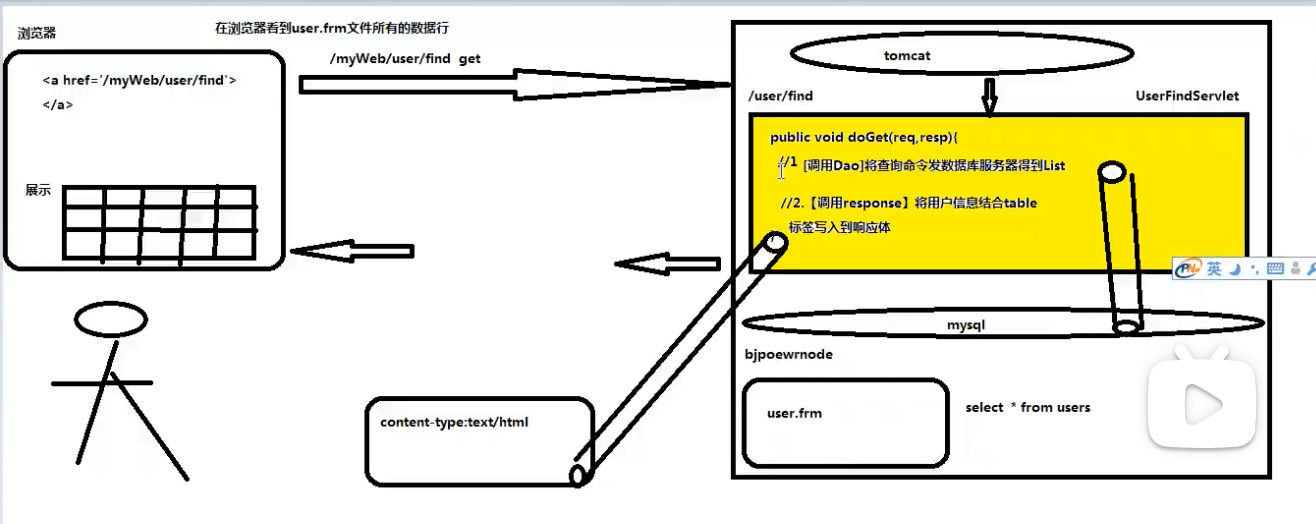 浏览器
在浏览器看到user.frm文件所有的数据行
<a href='/myWeb/user/find'>
</a>
展示
/myWeb/user/find get
tomcat
/user/find
UserFindServlet
public void doGet(req,resp){
//1 [调用Dao]将查询命令发数据库服务器得到List
//2.【调用response】将用户信息结合table
标签写入到响应体
英
mysql
bjpoewrnode
user.frm
select * from users
content-type:text/html